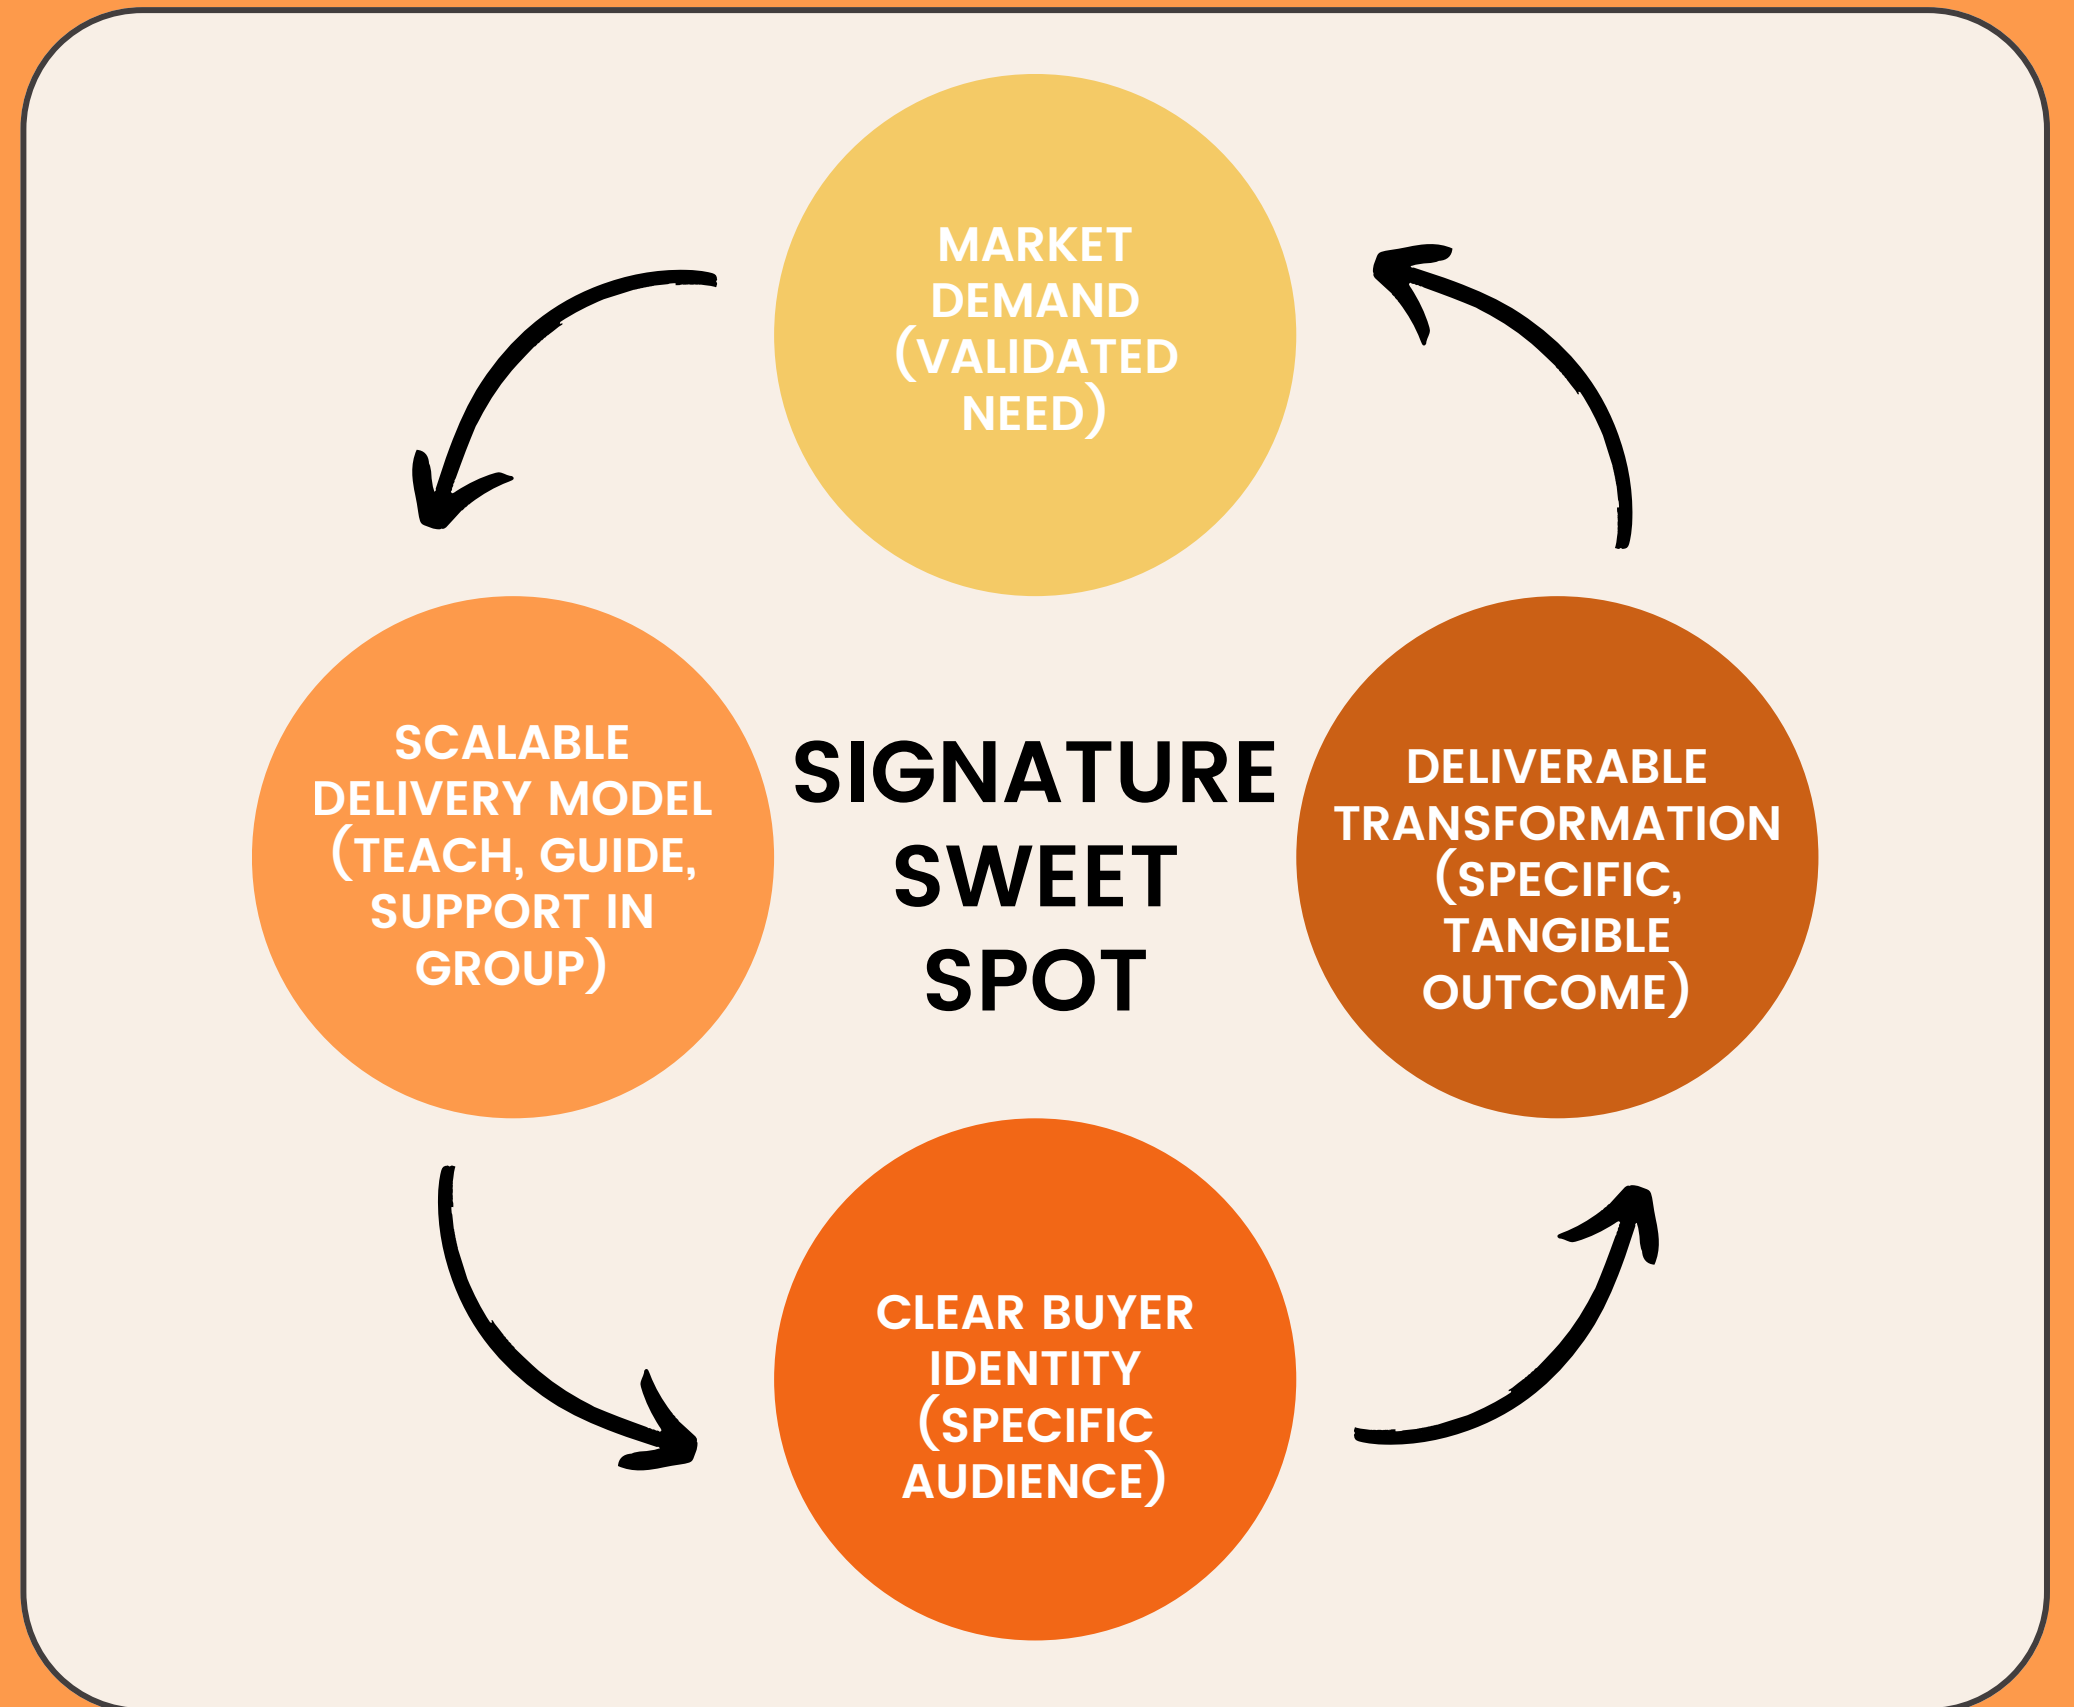 MARKET
DEMAND
(VALIDATED
NEED)
SCALABLE
DELIVERY MODEL
(TEACH, GUIDE,
SUPPORT IN
GROUP)
SIGNATURE
SWEET
SPOT
DELIVERABLE
TRANSFORMATION
(SPECIFIC,
TANGIBLE
OUTCOME)
CLEAR BUYER
IDENTITY
(SPECIFIC
AUDIENCE)